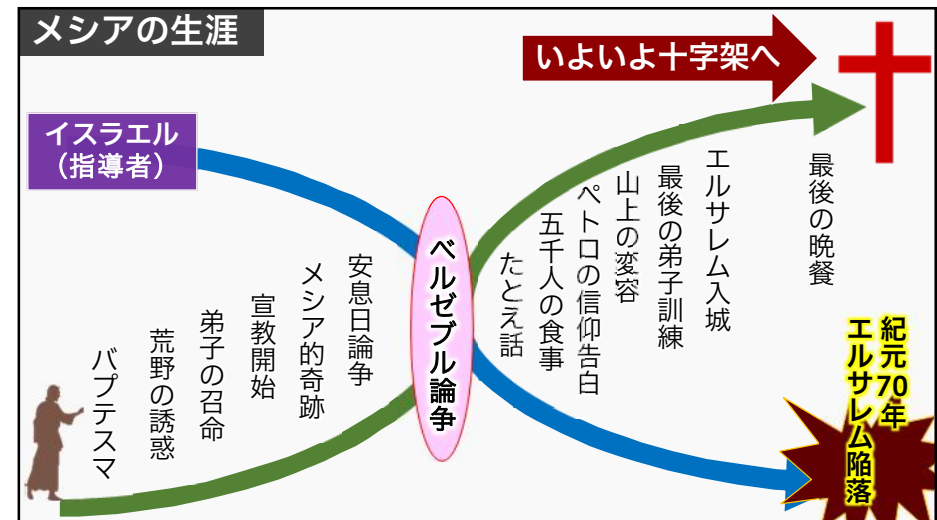 メシアの生涯
いよいよ十字架へ
イスラエル
（指導者）
バプテスマ
荒野の誘惑
弟子の召命
宣教開始
メシア的奇跡
安息日論争
ベルゼブル論争
たとえ話
五千人の食事
ペトロの信仰告白
山上の変容
最後の弟子訓練
エルサレム入城
最後の晩餐
紀元70年
エルサレム陥落